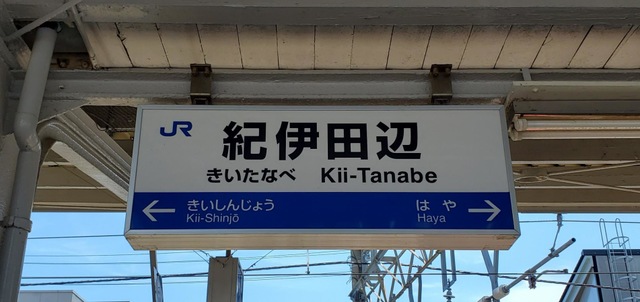 JR 紀伊田辺
きいたなべ Kii-Tanabe
← きいしんじょう はや →
Kii-Shinjō Haya